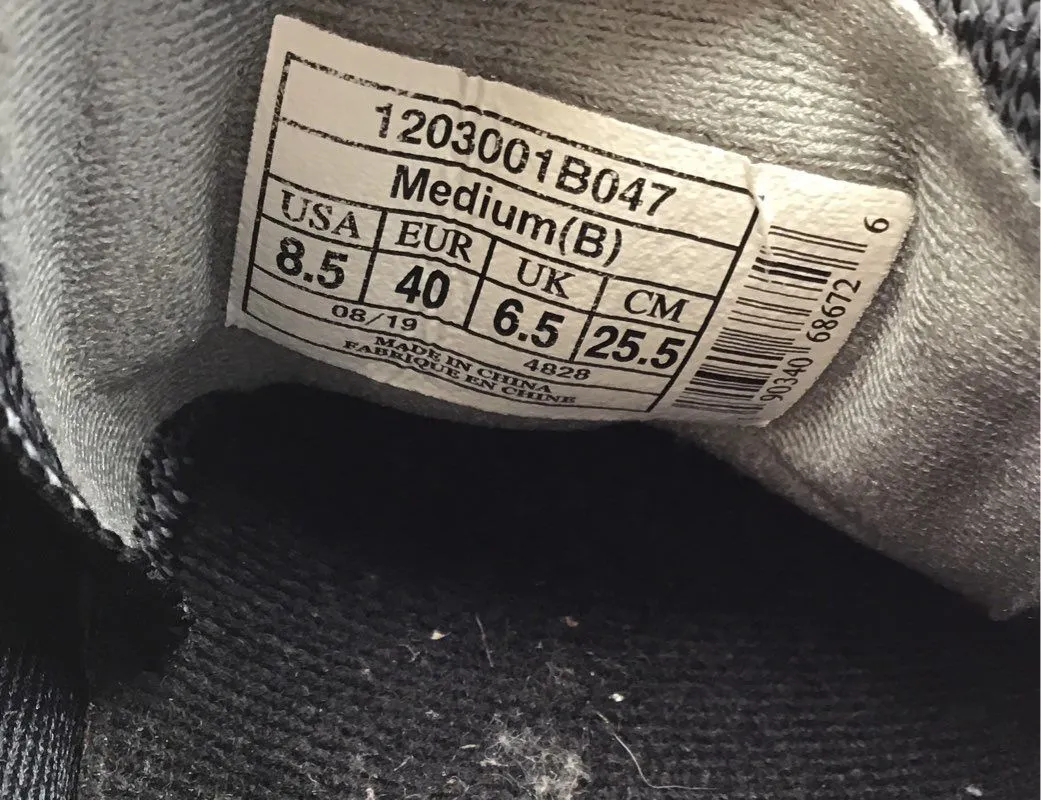 1203001B047
Medium(B)
USA EUR UK CM
8.5 40 6.5 25.5
08/19 4828
MADE IN CHINA
FABRIQUE EN CHINE
90340 68672 6